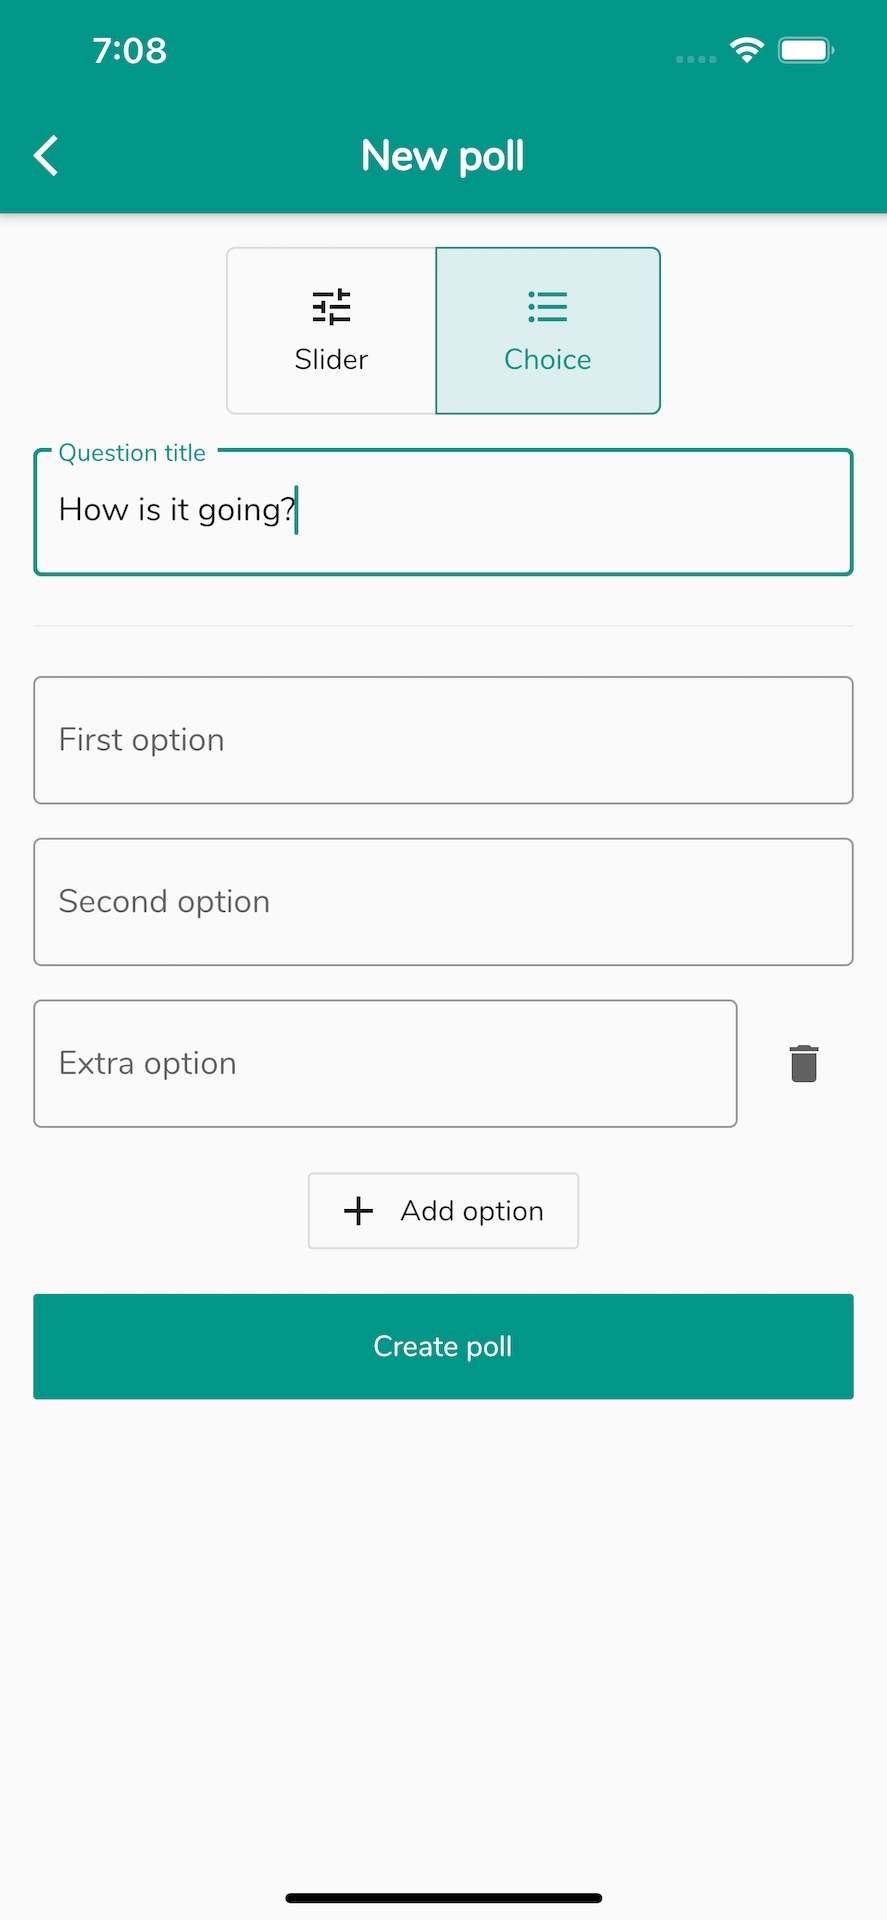 7:08
New poll
Slider
Choice
Question title
How is it going?
First option
Second option
Extra option
Add option
Create poll